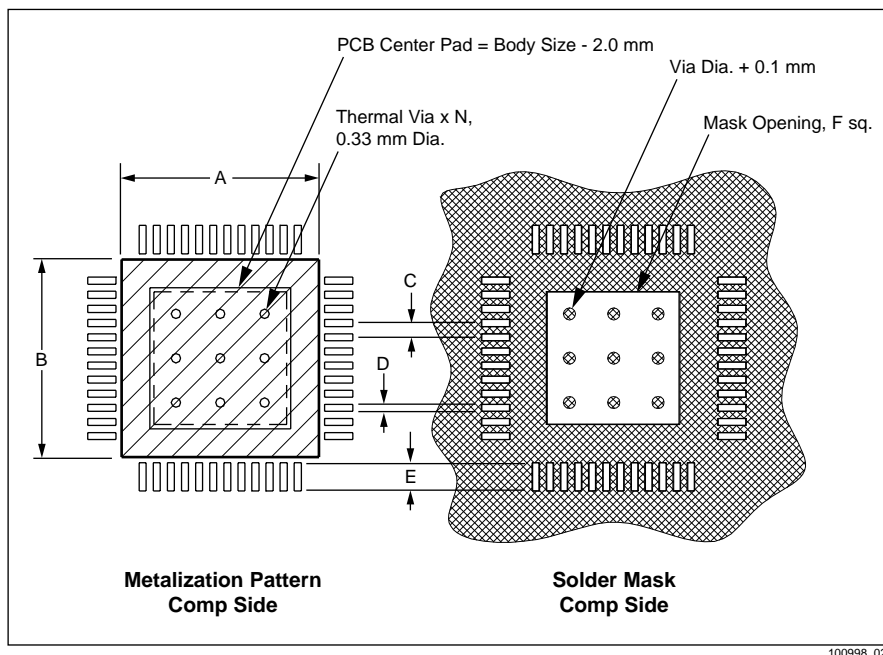 PCB Center Pad = Body Size - 2.0 mm
Via Dia. + 0.1 mm
Thermal Via x N,
0.33 mm Dia.
Mask Opening, F sq.
A
C
B
D
E
Metalization Pattern
Comp Side
Solder Mask
Comp Side